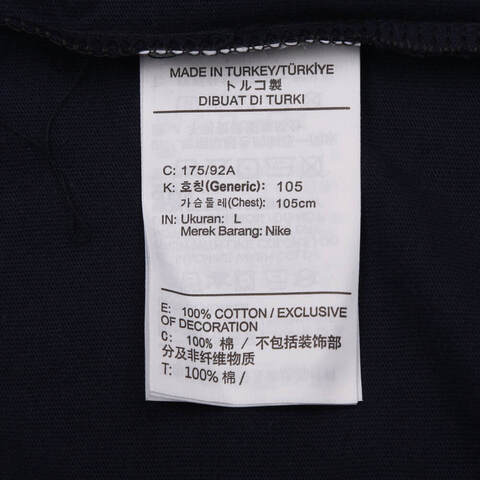 MADE IN TURKEY/TÜRKİYE
トルコ製
DIBUAT DI TURKI
C: 175/92A
K: 호칭(Generic): 105
가슴둘레(Chest): 105cm
IN: Ukuran: L
Merek Barang: Nike
E: 100% COTTON / EXCLUSIVE
OF DECORATION
C: 100% 棉 / 不包括装饰部
分及非纤维物质
T: 100% 棉 /